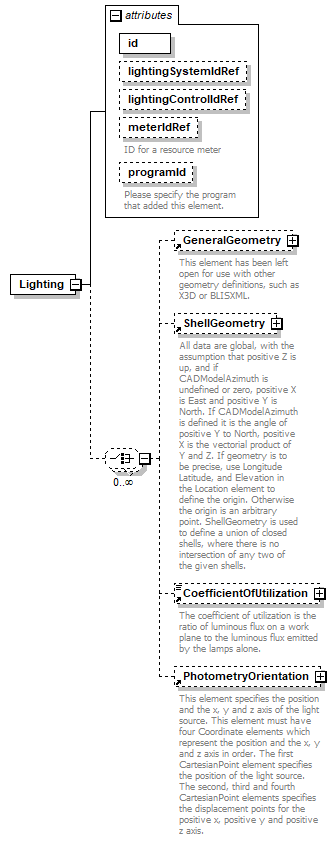 attributes
id
lightingSystemIdRef
lightingControlIdRef
meterIdRef
ID for a resource meter
programId
Please specify the program
that added this element.
Lighting
0..∞
GeneralGeometry
This element has been left
open for use with other
geometry definitions, such as
X3D or BLISXML.
ShellGeometry
All data are global, with the
assumption that positive Z is
up, and if
CADModelAzimuth is
undefined or zero, positive X
is East and positive Y is
North. If CADModelAzimuth
is defined it is the angle of
positive Y to North, positive
X is the vectorial product of
Y and Z. If geometry is to
be precise, use Longitude
Latitude, and Elevation in
the Location element to
define the origin. Otherwise
the origin is an arbitrary
point. ShellGeometry is used
to define a union of closed
shells, where there is no
intersection of any two of
the given shells.
CoefficientOfUtilization
The coefficient of utilization is the
ratio of luminous flux on a work
plane to the luminous flux emitted
by the lamps alone.
PhotometryOrientation
This element specifies the position
and the x, y and z axis of the light
source. This element must have
four Coordinate elements which
represent the position and the x, y
and z axis in order. The first
CartesianPoint element specifies
the position of the light source.
The second, third and fourth
CartesianPoint elements specifies
the displacement points for the
positive x, positive y and positive
z axis.